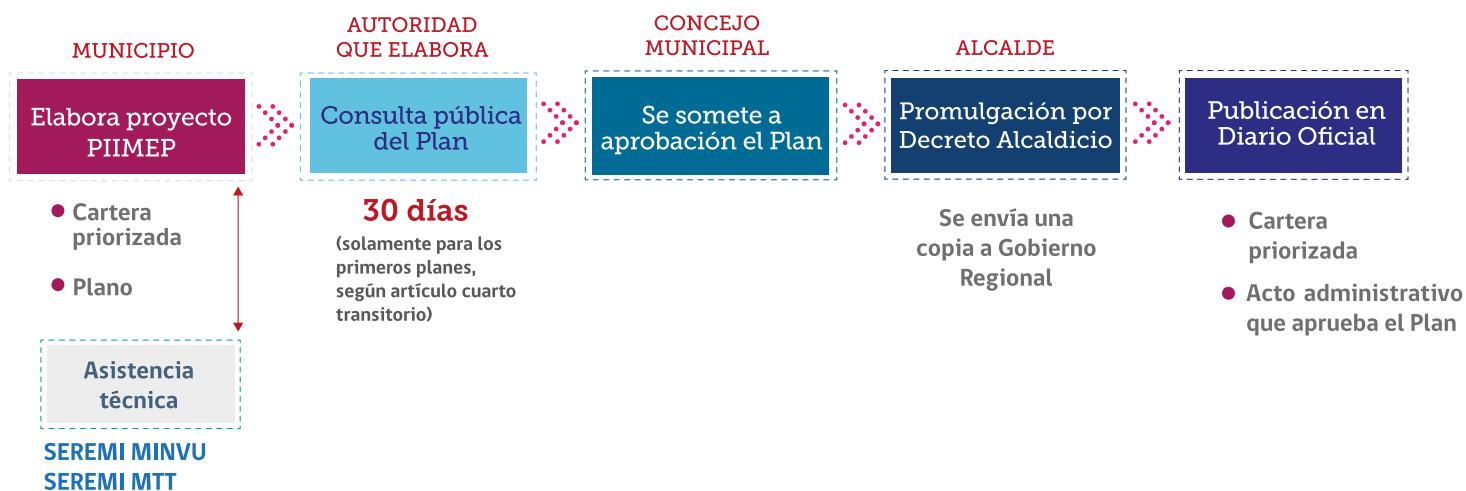 MUNICIPIO
Elabora proyecto
PIIMEP
Cartera
priorizada
Plano
Asistencia
técnica
SEREMI MINVU
SEREMI MTT
AUTORIDAD
QUE ELABORA
Consulta pública
del Plan
30 días
(solamente para los
primeros planes,
según artículo cuarto
transitorio)
CONCEJO
MUNICIPAL
Se somete a
aprobación el Plan
ALCALDE
Promulgación por
Decreto Alcaldicio
Se envía una
copia a Gobierno
Regional
Publicación en
Diario Oficial
Cartera
priorizada
Acto administrativo
que aprueba el Plan